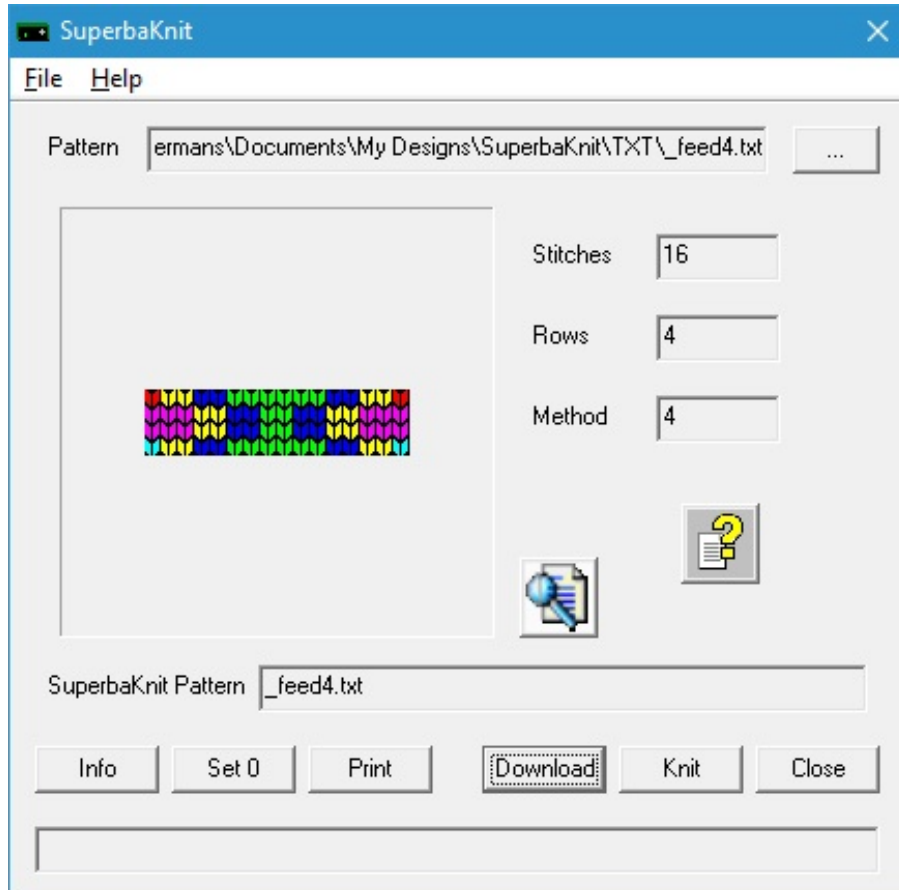 SuperbaKnit
File Help
Pattern ermans\Documents\My Designs\SuperbaKnit\TXT\_feed4.txt ...
Stitches 16
Rows 4
Method 4
SuperbaKnit Pattern _feed4.txt
Info Set 0 Print Download Knit Close